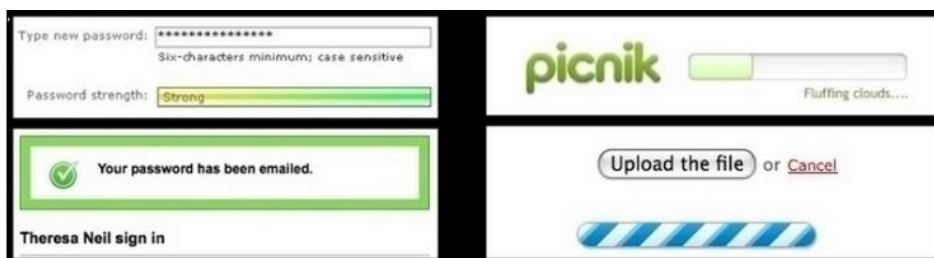 Type new password: ***************
Six-characters minimum; case sensitive
Password strength: Strong
Your password has been emailed.
Theresa Neil sign in
picnik
Fluffing clouds....
Upload the file or Cancel